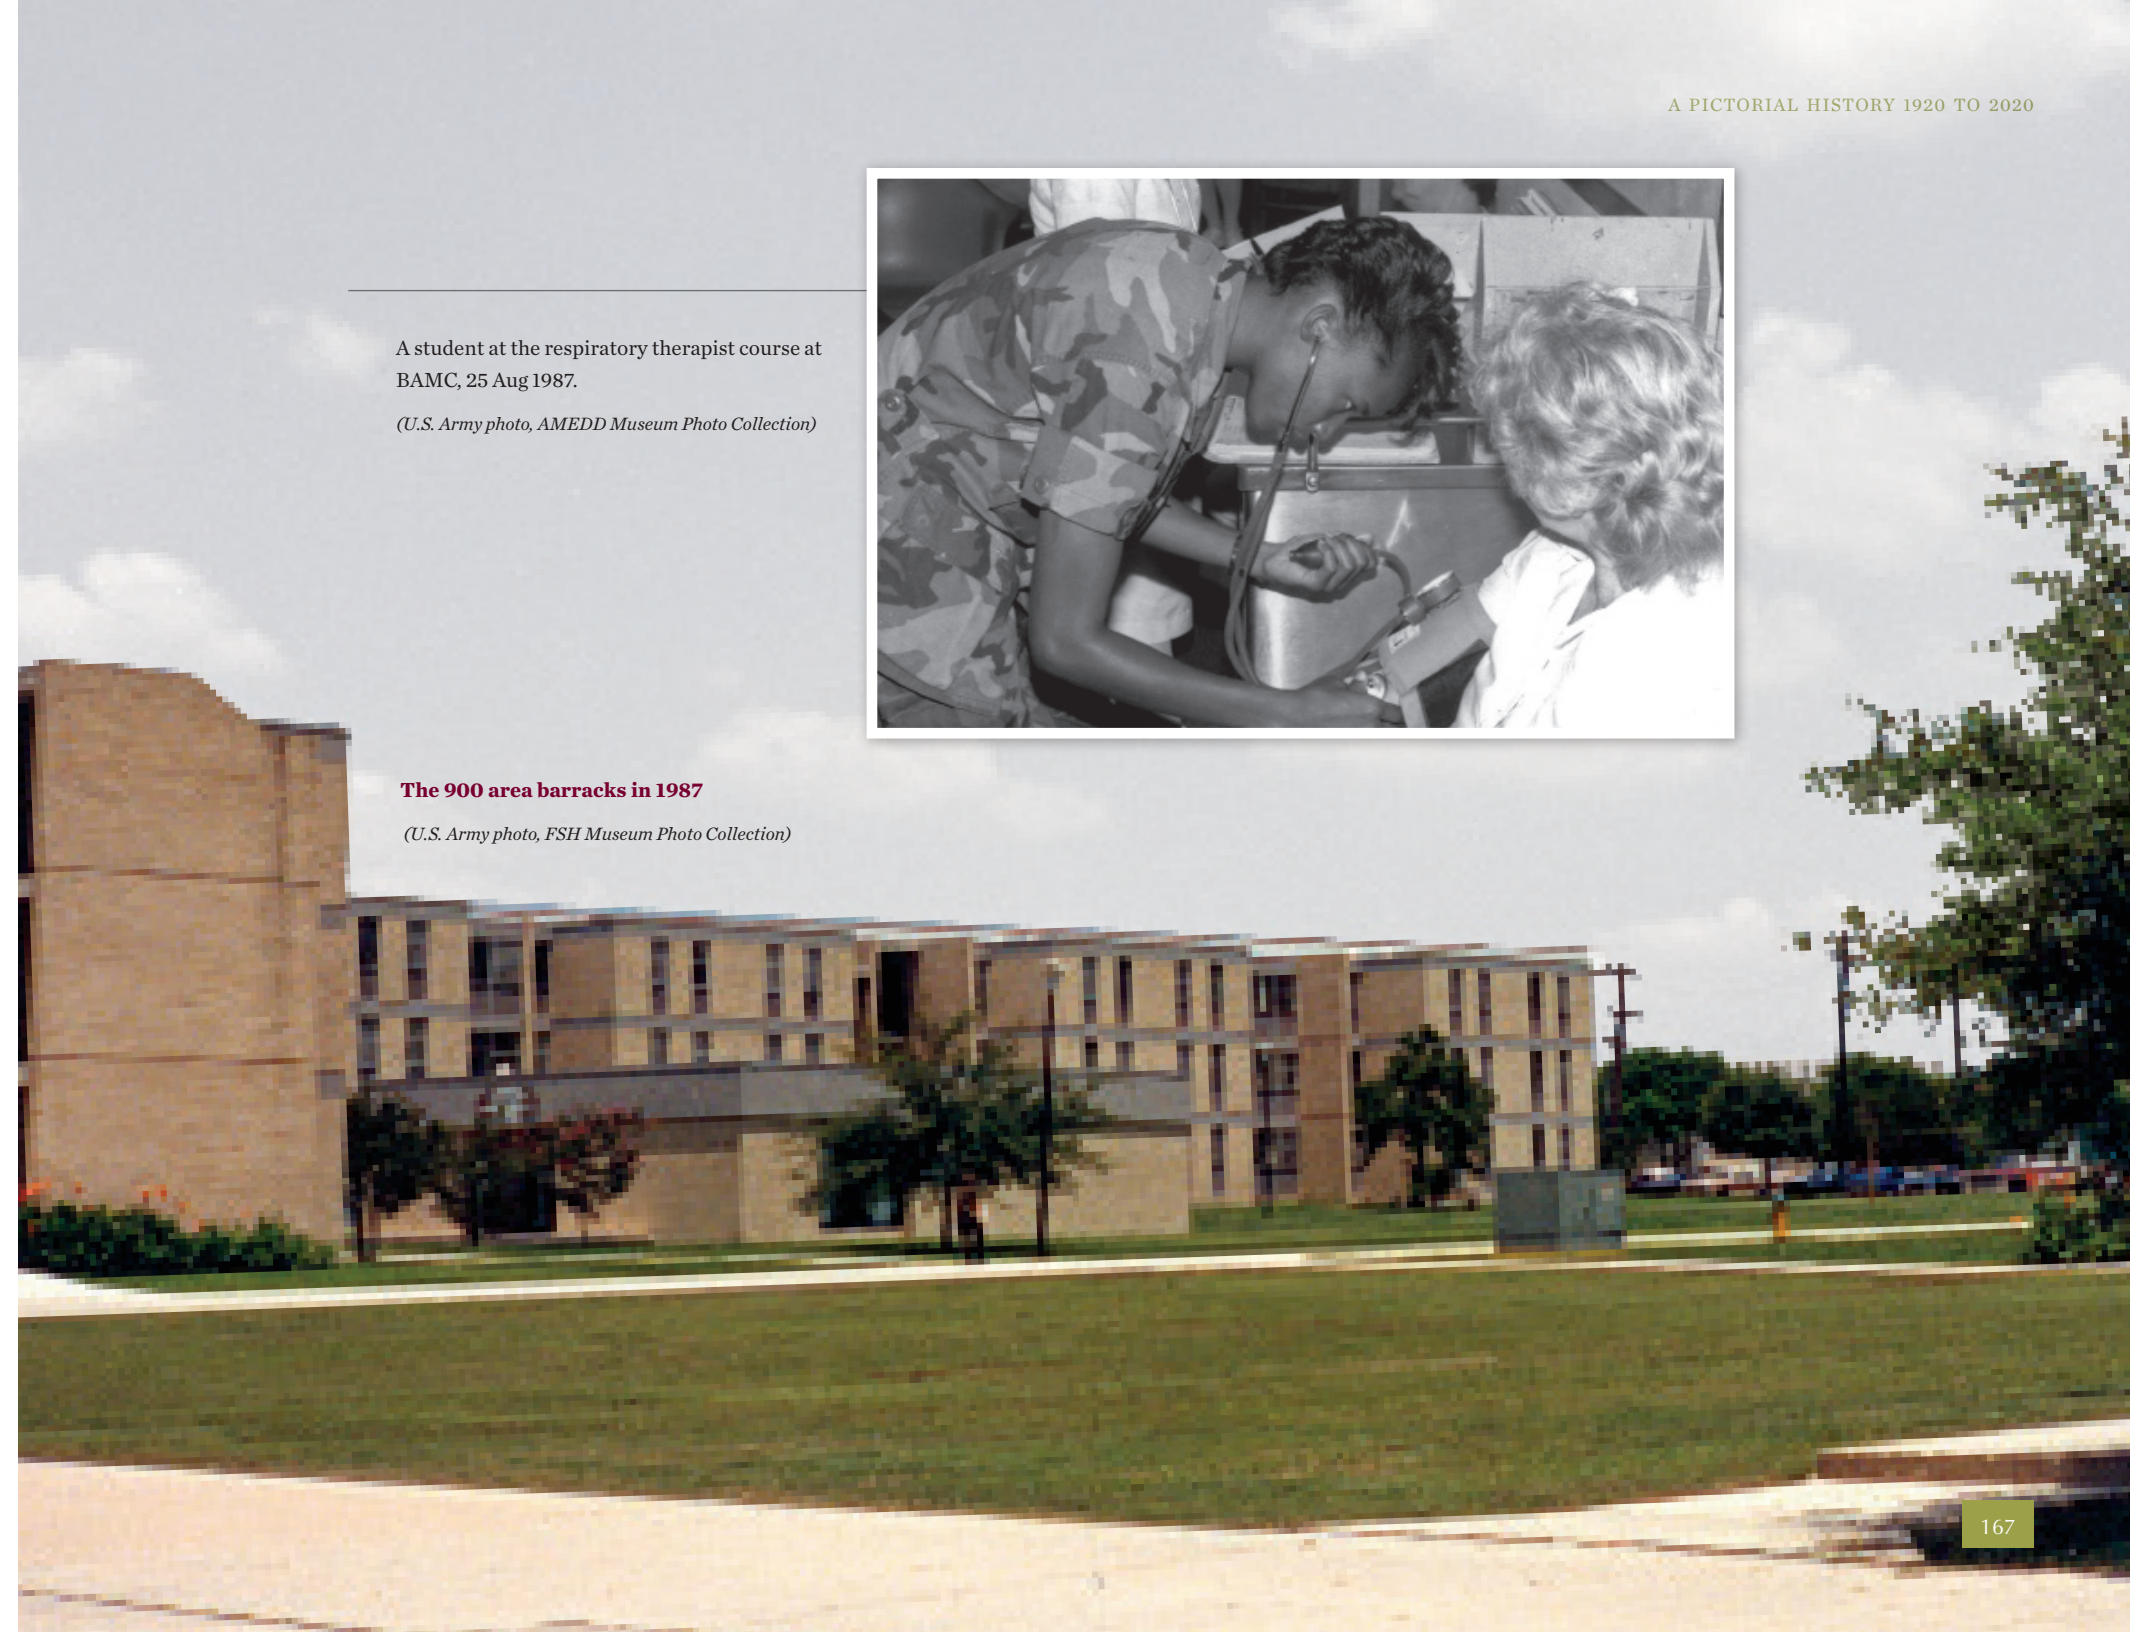 A PICTORIAL HISTORY 1920 TO 2020
A student at the respiratory therapist course at
BAMC, 25 Aug 1987.
(U.S. Army photo, AMEDD Museum Photo Collection)
The 900 area barracks in 1987
(U.S. Army photo, FSH Museum Photo Collection)
167